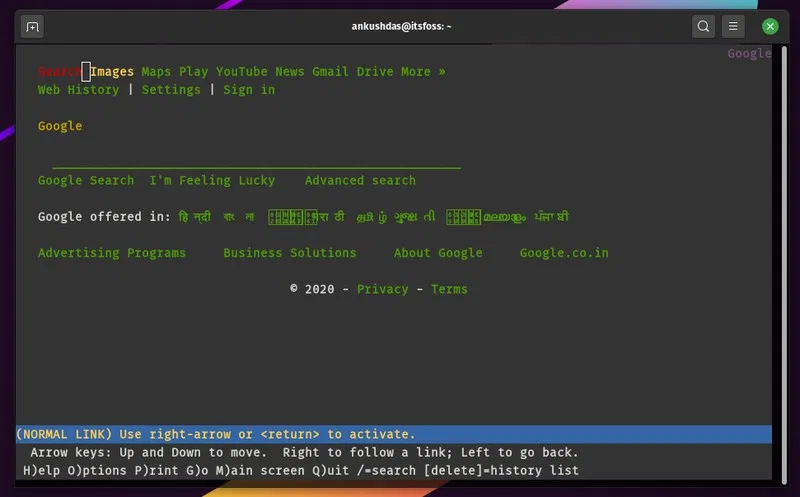 ankushdas@itsfoss: ~
Google
Search Images Maps Play YouTube News Gmail Drive More »
Web History | Settings | Sign in
Google
Google Search I'm Feeling Lucky Advanced search
Google offered in: हिन्दी বাংলা मराठी தமிழ் ગુજરાતી മലയാളം ਪੰਜਾਬੀ
Advertising Programs Business Solutions About Google Google.co.in
© 2020 - Privacy - Terms
(NORMAL LINK) Use right-arrow or <return> to activate.
Arrow keys: Up and Down to move. Right to follow a link; Left to go back.
H)elp O)ptions P)rint G)o M)ain screen Q)uit /=search [delete]=history list